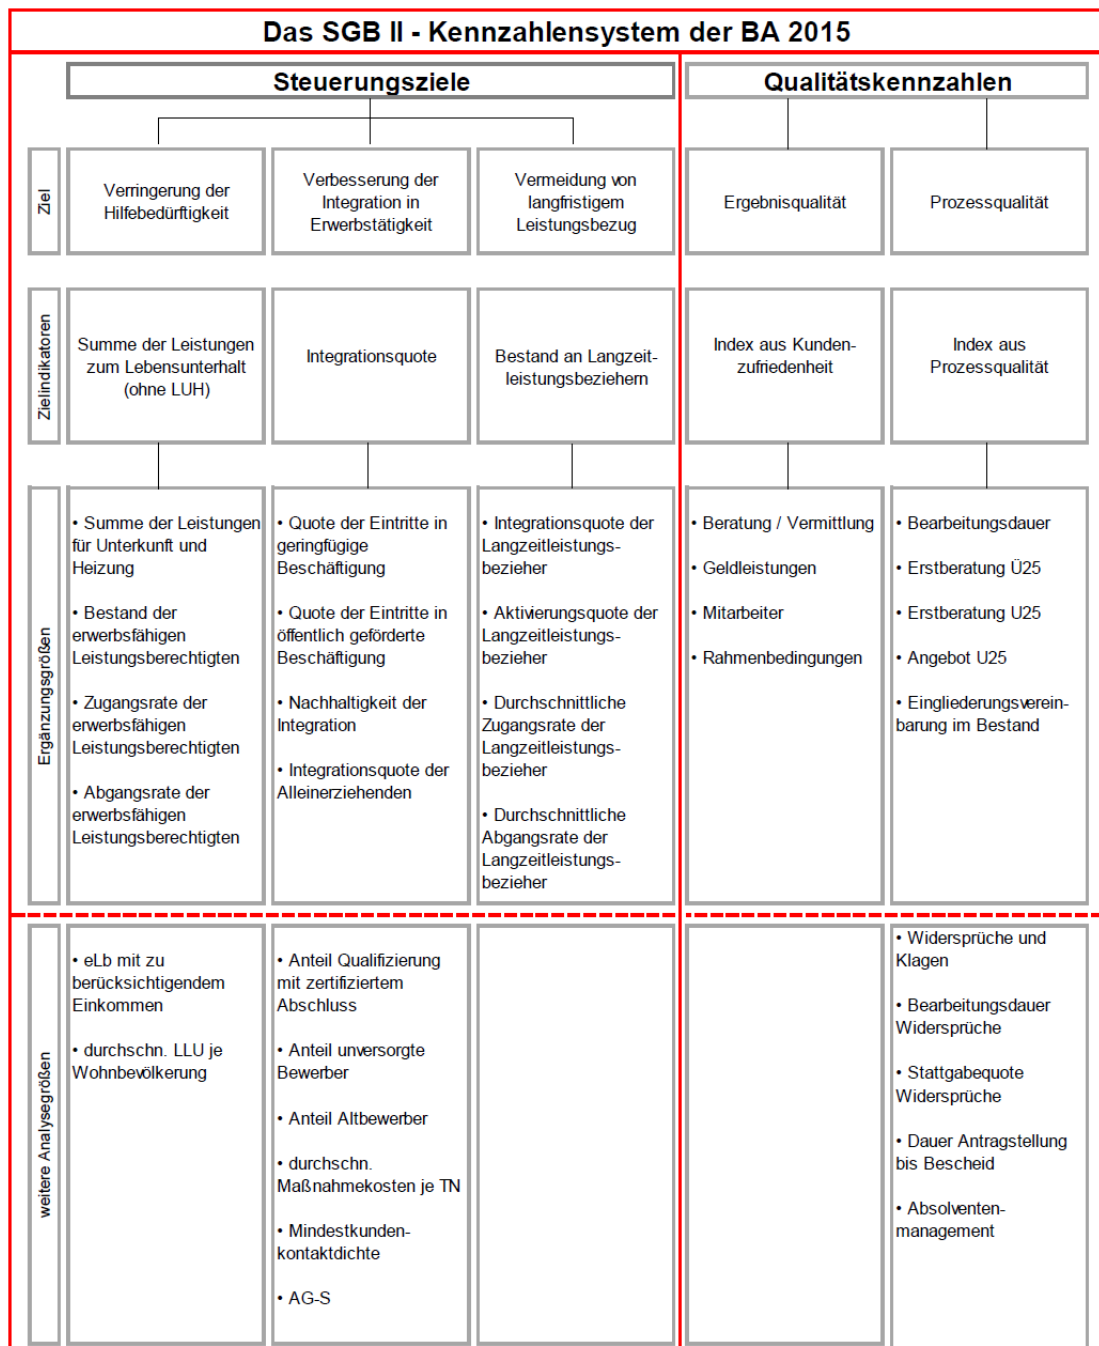 Das SGB II - Kennzahlensystem der BA 2015
Steuerungsziele
Qualitätskennzahlen
Ziel
Verringerung der
Hilfebedürftigkeit
Verbesserung der
Integration in
Erwerbstätigkeit
Vermeidung von
langfristigem
Leistungsbezug
Ergebnisqualität
Prozessqualität
Zielindikatoren
Summe der Leistungen
zum Lebensunterhalt
(ohne LUH)
Integrationsquote
Bestand an Langzeit-
leistungsbeziehern
Index aus Kunden-
zufriedenheit
Index aus
Prozessqualität
Ergänzungsgrößen
• Summe der Leistungen
für Unterkunft und
Heizung
• Bestand der
erwerbsfähigen
Leistungsberechtigten
• Zugangsrate der
erwerbsfähigen
Leistungsberechtigten
• Abgangsrate der
erwerbsfähigen
Leistungsberechtigten
• Quote der Eintritte in
geringfügige
Beschäftigung
• Quote der Eintritte in
öffentlich geförderte
Beschäftigung
• Nachhaltigkeit der
Integration
• Integrationsquote der
Alleinerziehenden
• Integrationsquote der
Langzeitleistungs-
bezieher
• Aktivierungsquote der
Langzeitleistungs-
bezieher
• Durchschnittliche
Zugangsrate der
Langzeitleistungs-
bezieher
• Durchschnittliche
Abgangsrate der
Langzeitleistungs-
bezieher
• Beratung / Vermittlung
• Geldleistungen
• Mitarbeiter
• Rahmenbedingungen
• Bearbeitungsdauer
• Erstberatung Ü25
• Erstberatung U25
• Angebot U25
• Eingliederungsverein-
barung im Bestand
weitere Analysegrößen
• eLb mit zu
berücksichtigendem
Einkommen
• durchschn. LLU je
Wohnbevölkerung
• Anteil Qualifizierung
mit zertifiziertem
Abschluss
• Anteil unversorgte
Bewerber
• Anteil Altbewerber
• durchschn.
Maßnahmekosten je TN
• Mindestkunden-
kontaktdichte
• AG-S
• Widersprüche und
Klagen
• Bearbeitungsdauer
Widersprüche
• Stattgabequote
Widersprüche
• Dauer Antragstellung
bis Bescheid
• Absolventen-
management